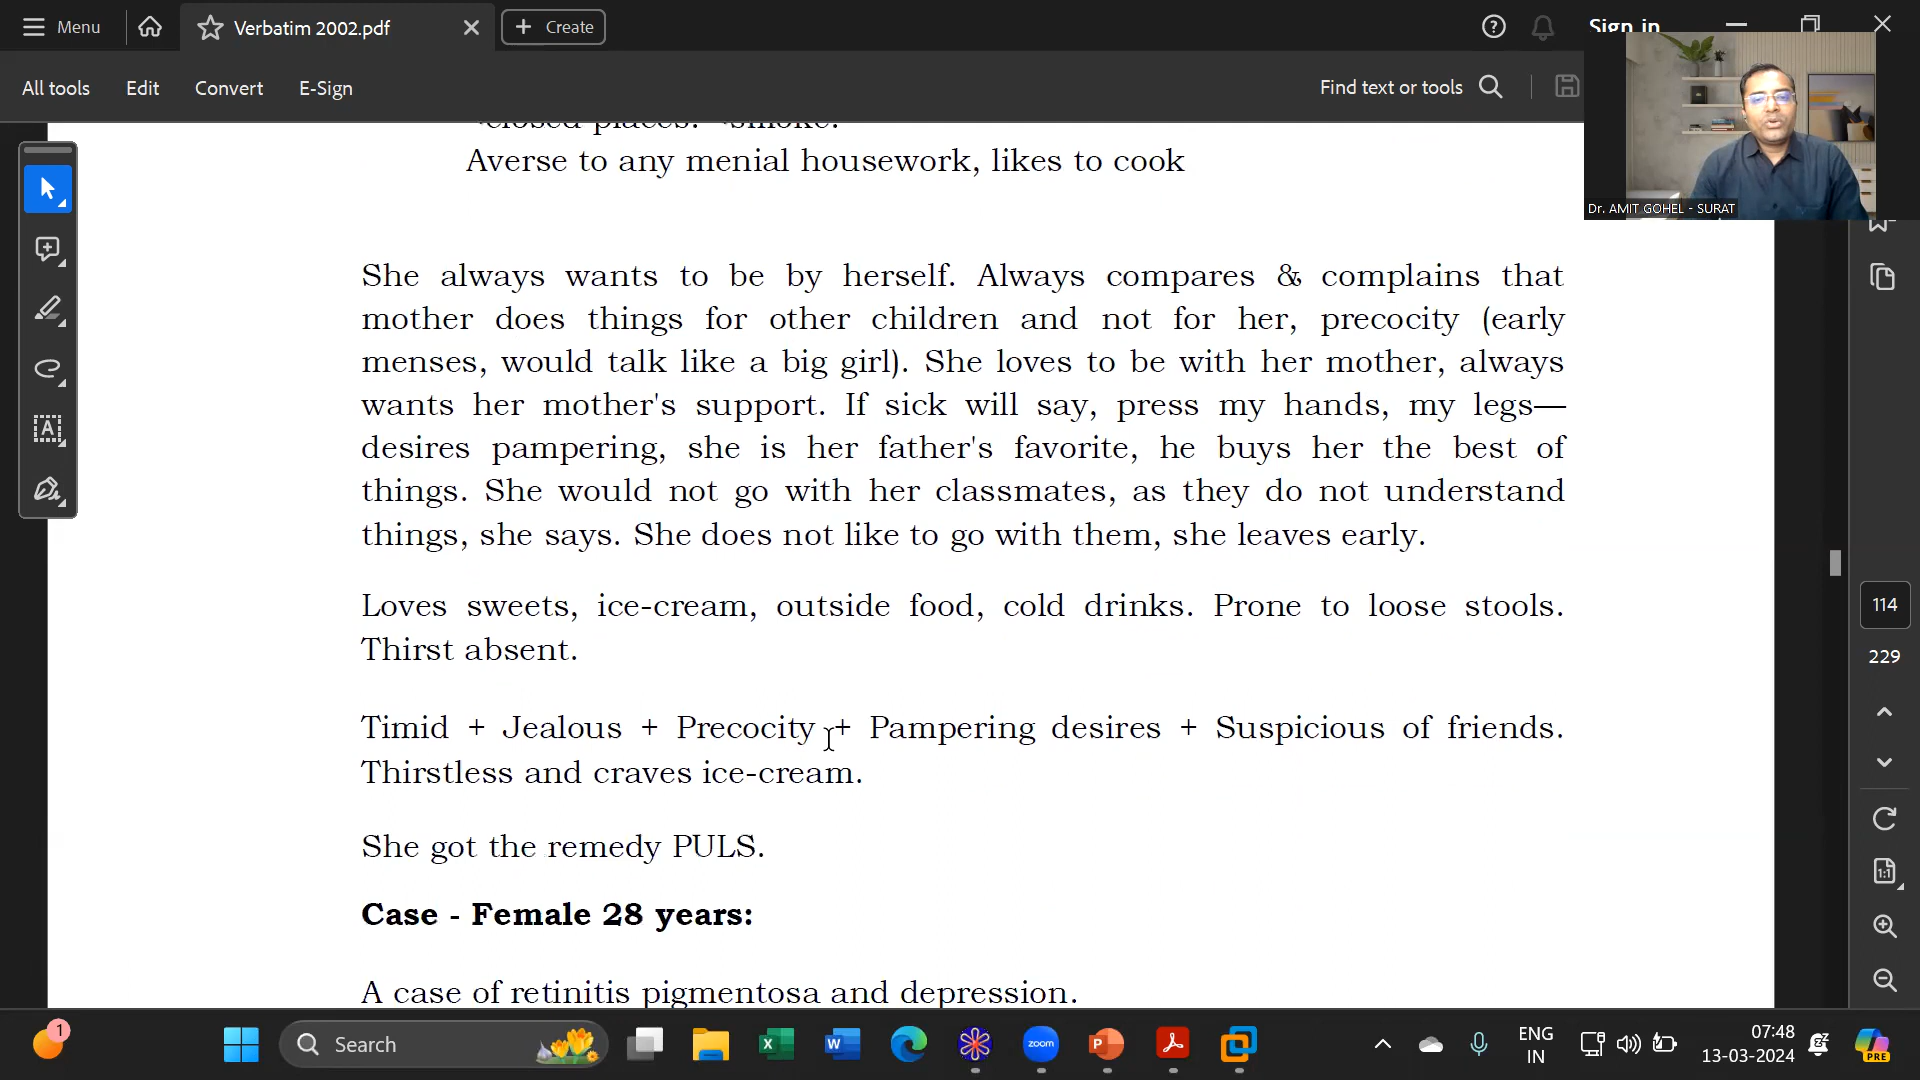 Menu
Verbatim 2002.pdf
Create
Sign in
All tools
Edit
Convert
E-Sign
Find text or tools
Dr. AMIT GOHEL - SURAT
closed places. smoke.
Averse to any menial housework, likes to cook
She always wants to be by herself. Always compares & complains that
mother does things for other children and not for her, precocity (early
menses, would talk like a big girl). She loves to be with her mother, always
wants her mother's support. If sick will say, press my hands, my legs—
desires pampering, she is her father's favorite, he buys her the best of
things. She would not go with her classmates, as they do not understand
things, she says. She does not like to go with them, she leaves early.
Loves sweets, ice-cream, outside food, cold drinks. Prone to loose stools.
Thirst absent.
Timid + Jealous + Precocity + Pampering desires + Suspicious of friends.
Thirstless and craves ice-cream.
She got the remedy PULS.
Case - Female 28 years:
A case of retinitis pigmentosa and depression.
114
229
1:1
1
Search
zoom
ENG
IN
07:48
13-03-2024
PRE